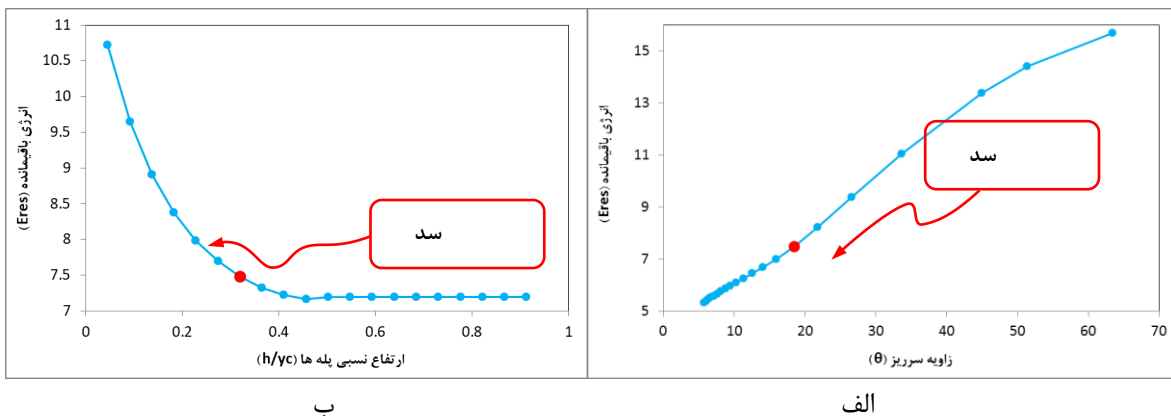 11
10.5
10
9.5
9
8.5
8
7.5
7
انرژی باقیمانده (Eres)
سد
0 0.2 0.4 0.6 0.8 1
ارتفاع نسبی پله ها (h/yc)
ب
15
13
11
9
7
5
انرژی باقیمانده (Eres)
سد
0 10 20 30 40 50 60 70
زاویه سرریز (θ)
الف